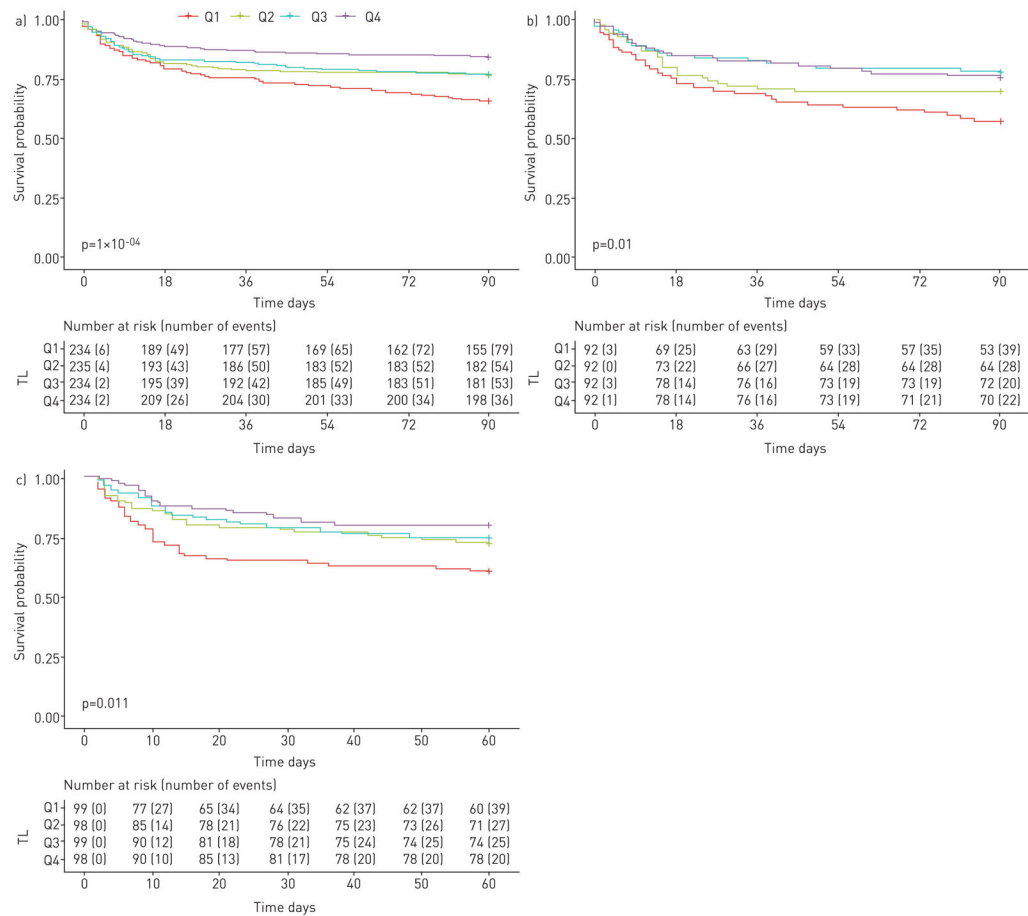 a)
Q1 Q2 Q3 Q4
Survival probability
1.00
0.75
0.50
0.25
0.00
p=1×10-04
0 18 36 54 72 90
Time days
Number at risk (number of events)
TL
Q1 234 (6) 189 (49) 177 (57) 169 (65) 162 (72) 155 (79)
Q2 235 (4) 193 (43) 186 (50) 183 (52) 183 (52) 182 (54)
Q3 234 (2) 195 (39) 192 (42) 185 (49) 183 (51) 181 (53)
Q4 234 (2) 209 (26) 204 (30) 201 (33) 200 (34) 198 (36)
0 18 36 54 72 90
Time days
b)
Survival probability
1.00
0.75
0.50
0.25
0.00
p=0.01
0 18 36 54 72 90
Time days
Number at risk (number of events)
TL
Q1 92 (3) 69 (25) 63 (29) 59 (33) 57 (35) 53 (39)
Q2 92 (0) 73 (22) 66 (27) 64 (28) 64 (28) 64 (28)
Q3 92 (3) 78 (14) 76 (16) 73 (19) 73 (19) 72 (20)
Q4 92 (1) 78 (14) 76 (16) 73 (19) 71 (21) 70 (22)
0 18 36 54 72 90
Time days
c)
Survival probability
1.00
0.75
0.50
0.25
0.00
p=0.011
0 10 20 30 40 50 60
Time days
Number at risk (number of events)
TL
Q1 99 (0) 77 (27) 65 (34) 64 (35) 62 (37) 62 (37) 60 (39)
Q2 98 (0) 85 (14) 78 (21) 76 (22) 75 (23) 73 (26) 71 (27)
Q3 99 (0) 90 (12) 81 (18) 78 (21) 75 (24) 74 (25) 74 (25)
Q4 98 (0) 90 (10) 85 (13) 81 (17) 78 (20) 78 (20) 78 (20)
0 10 20 30 40 50 60
Time days